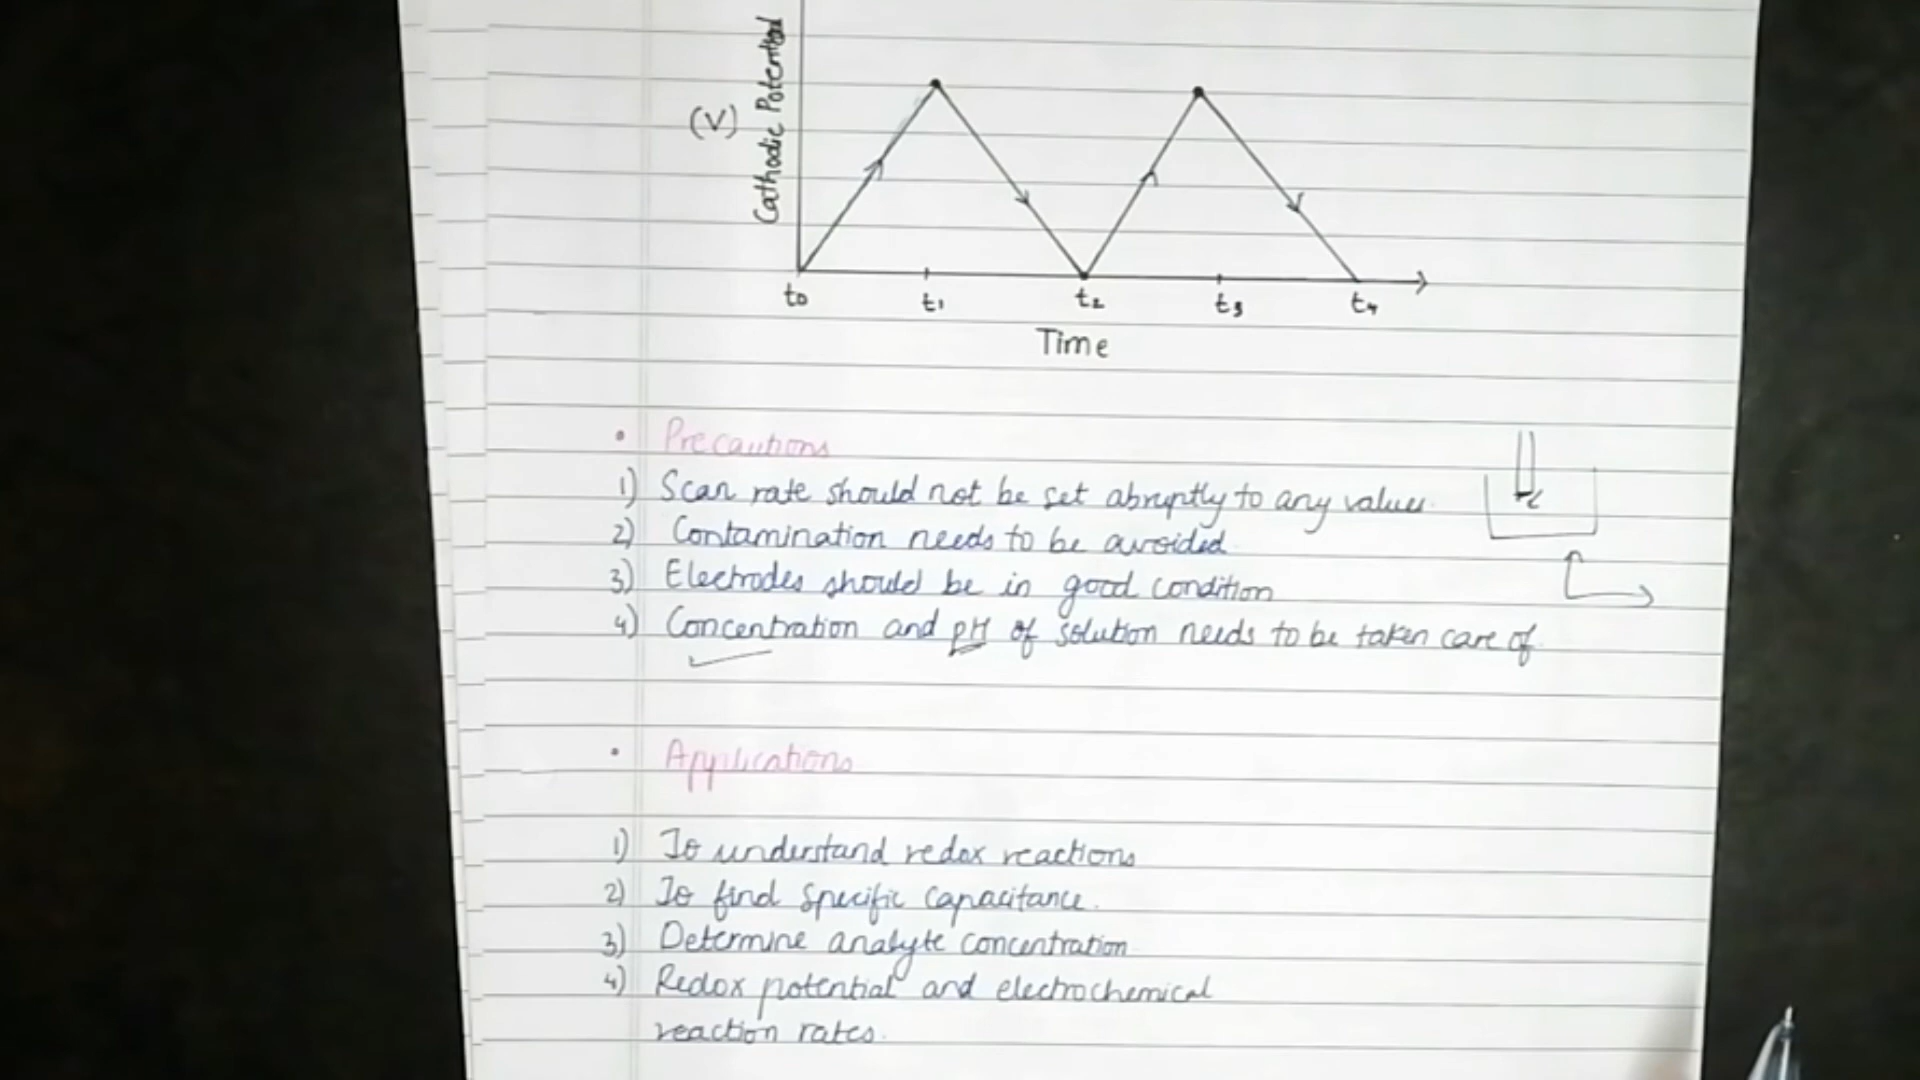 Cathodic Potential
(V)
t0 t1 t2 t3 t4
Time
• Precautions
1) Scan rate should not be set abruptly to any values.
2) Contamination needs to be avoided.
3) Electrodes should be in good condition
4) Concentration and pH of solution needs to be taken care of.
• Applications
1) To understand redox reactions
2) To find specific capacitance.
3) Determine analyte concentration
4) Redox potential and electrochemical
reaction rates.